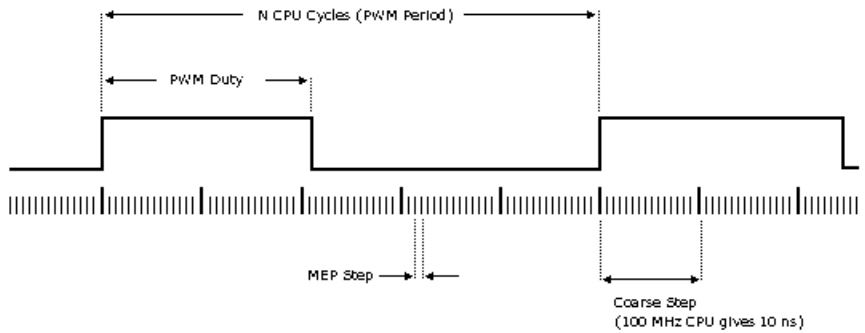 N CPU Cycles (PWM Period)
PWM Duty
MEP Step
Coarse Step
(100 MHz CPU gives 10 ns)